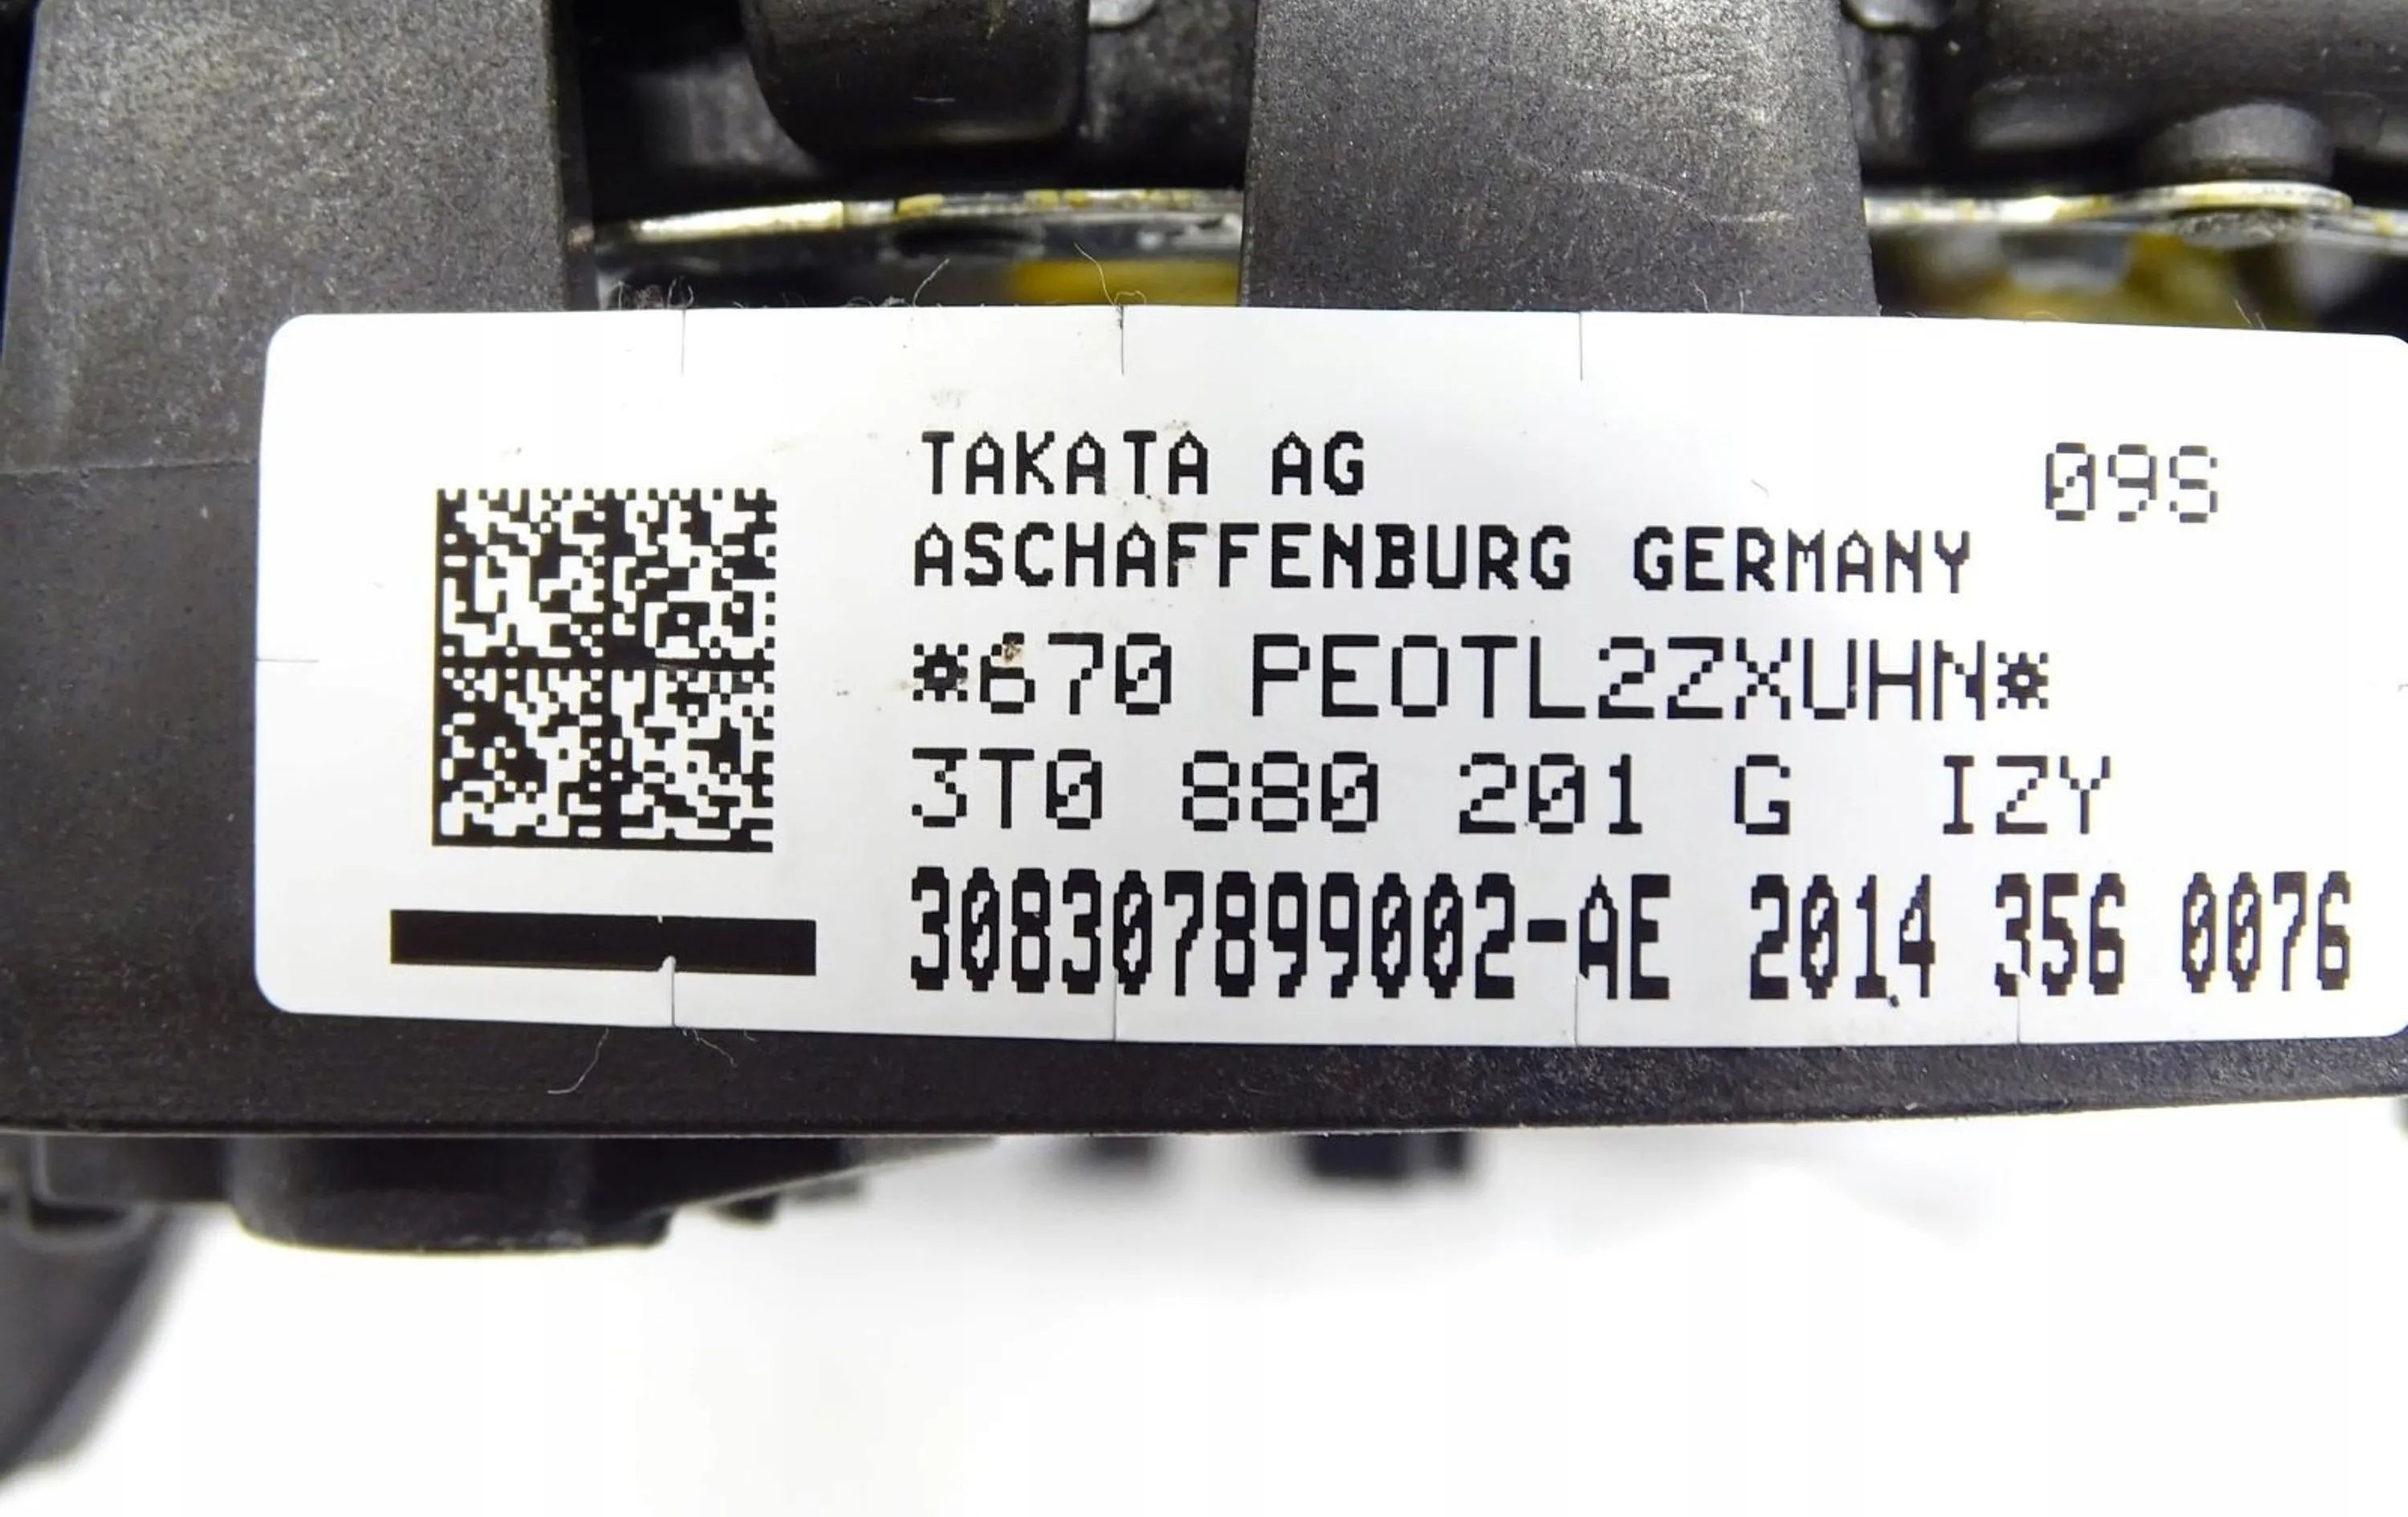 TAKATA AG
09S
ASCHAFFENBURG GERMANY
*670 PEOTL2ZXUHN*
3T0 880 201 G IZY
308307899002-AE 2014 356 0076